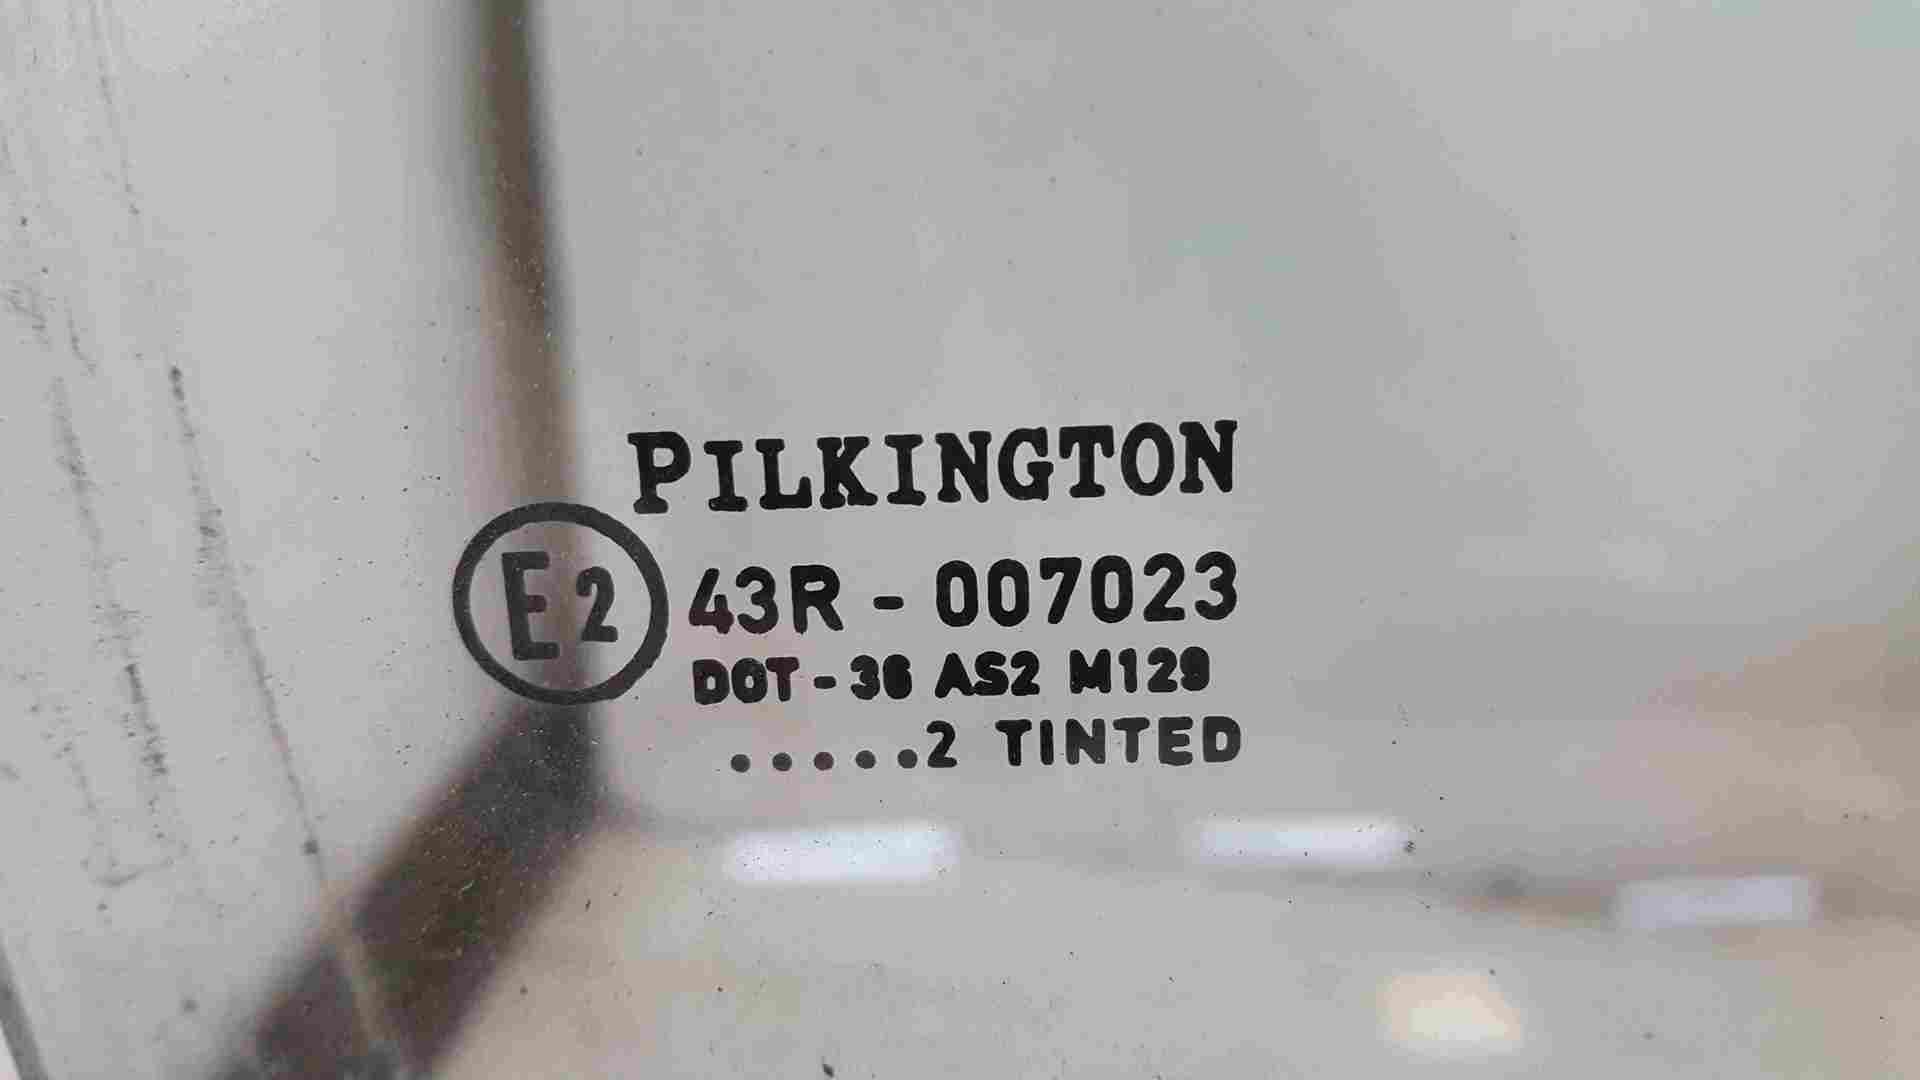 PILKINGTON
E2 43R - 007023
DOT - 36 AS2 M129
.....2 TINTED